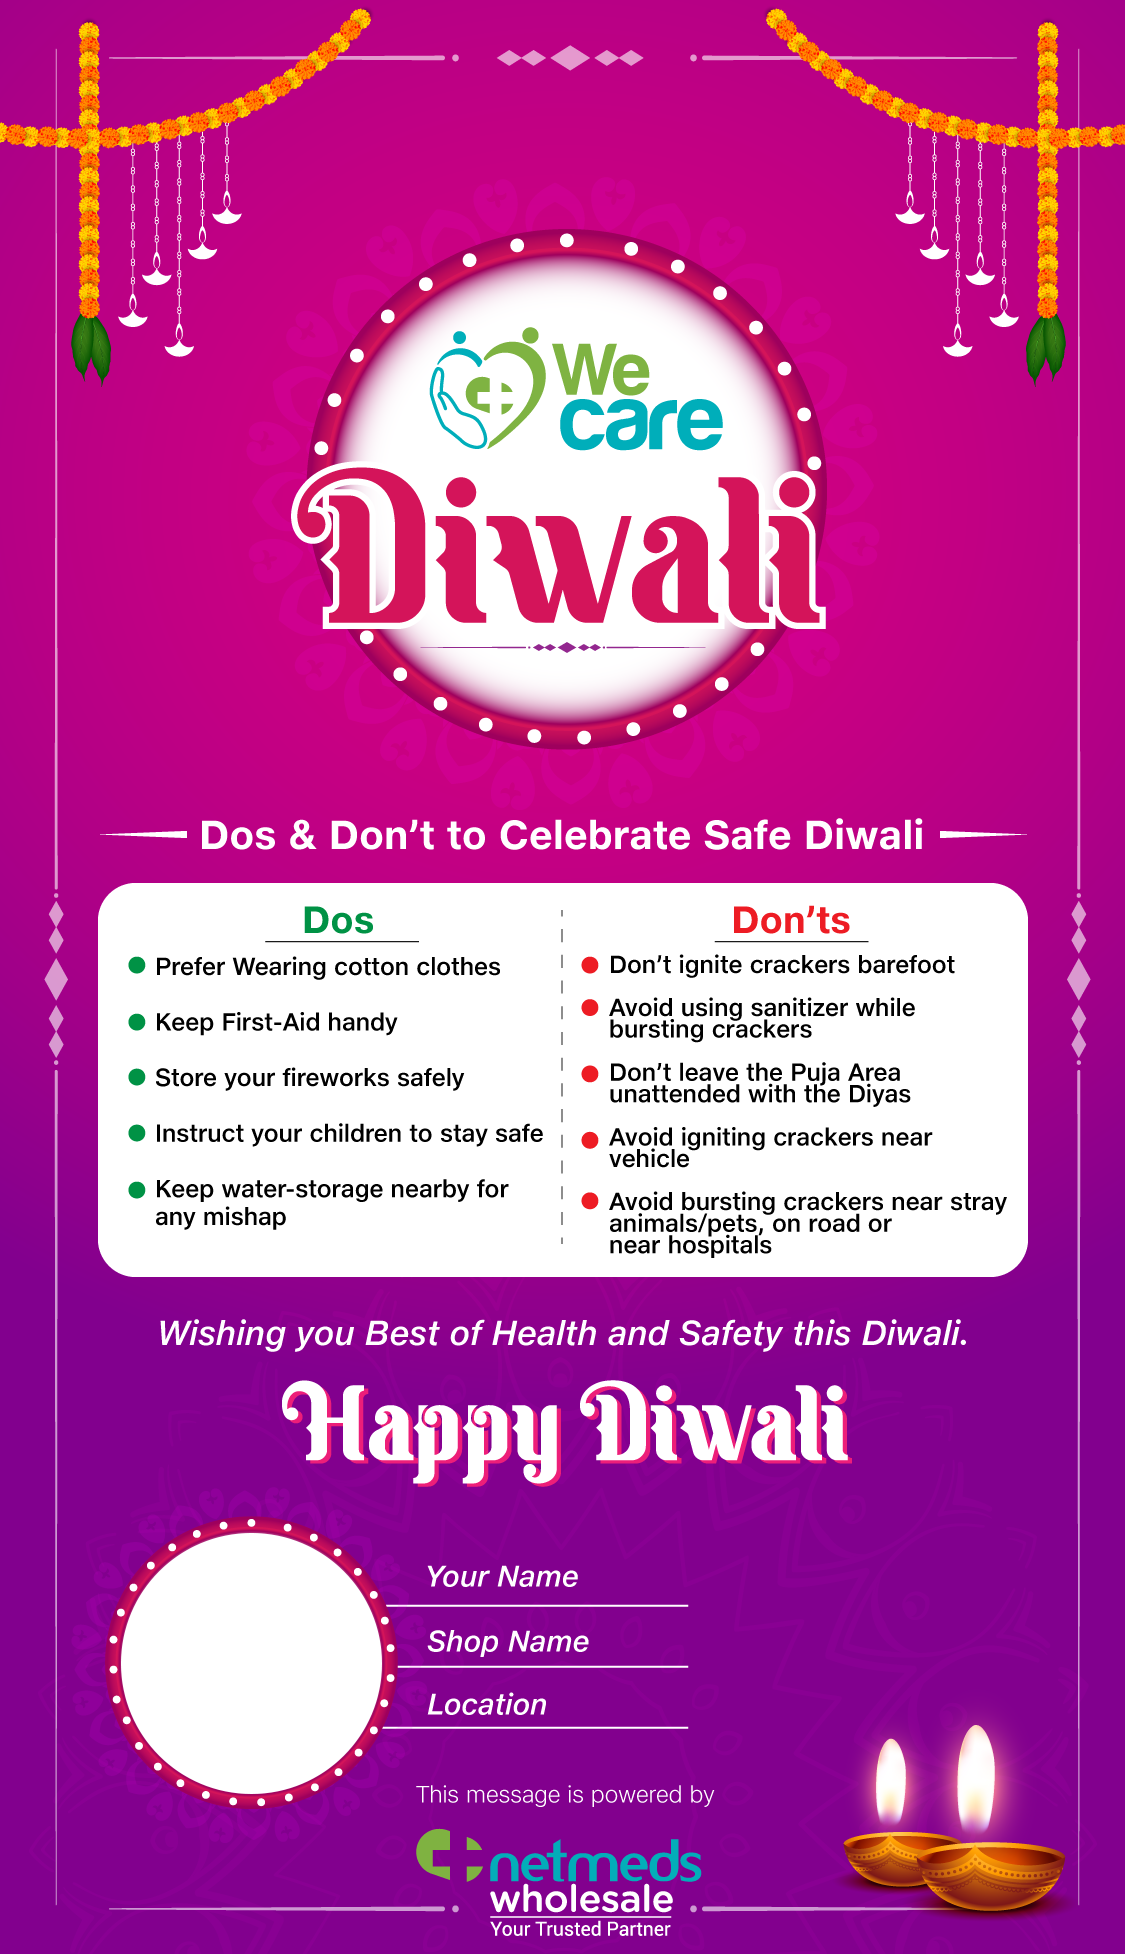 We
care
Diwali
Dos & Don't to Celebrate Safe Diwali
Dos
Prefer Wearing cotton clothes
Keep First-Aid handy
Store your fireworks safely
Instruct your children to stay safe
Keep water-storage nearby for
any mishap
Don'ts
Don't ignite crackers barefoot
Avoid using sanitizer while
bursting crackers
Don't leave the Puja Area
unattended with the Diyas
Avoid igniting crackers near
vehicle
Avoid bursting crackers near stray
animals/pets, on road or
near hospitals
Wishing you Best of Health and Safety this Diwali.
Happy Diwali
Your Name
Shop Name
Location
This message is powered by
netmeds
wholesale
Your Trusted Partner